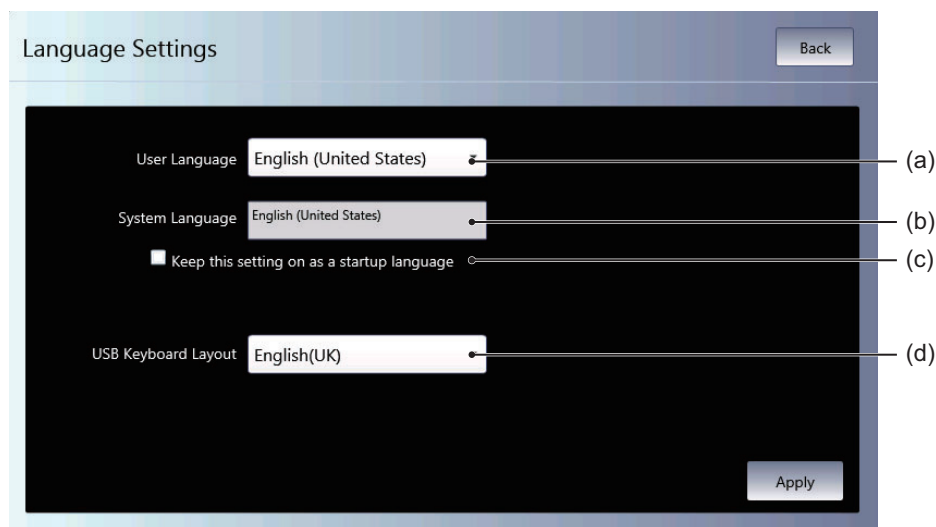 Language Settings
Back
User Language English (United States) (a)
System Language English (United States) (b)
Keep this setting on as a startup language (c)
USB Keyboard Layout English(UK) (d)
Apply